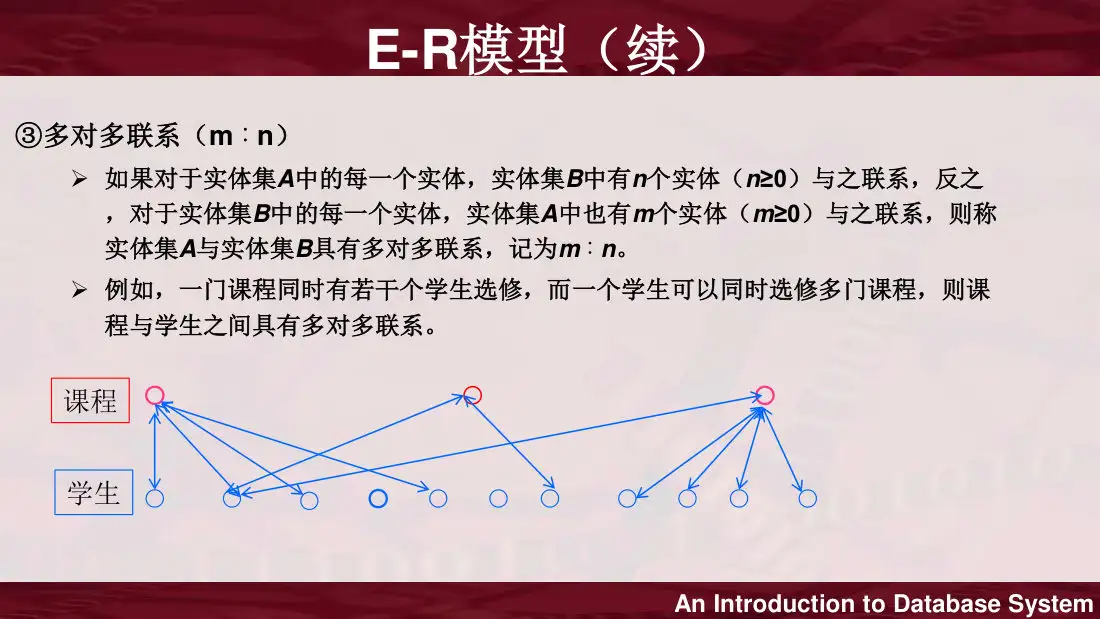 E-R模型（续）
③多对多联系（m∶n）
➢ 如果对于实体集A中的每一个实体，实体集B中有n个实体（n≥0）与之联系，反之
，对于实体集B中的每一个实体，实体集A中也有m个实体（m≥0）与之联系，则称
实体集A与实体集B具有多对多联系，记为m∶n。
➢ 例如，一门课程同时有若干个学生选修，而一个学生可以同时选修多门课程，则课
程与学生之间具有多对多联系。
课程
学生
An Introduction to Database System